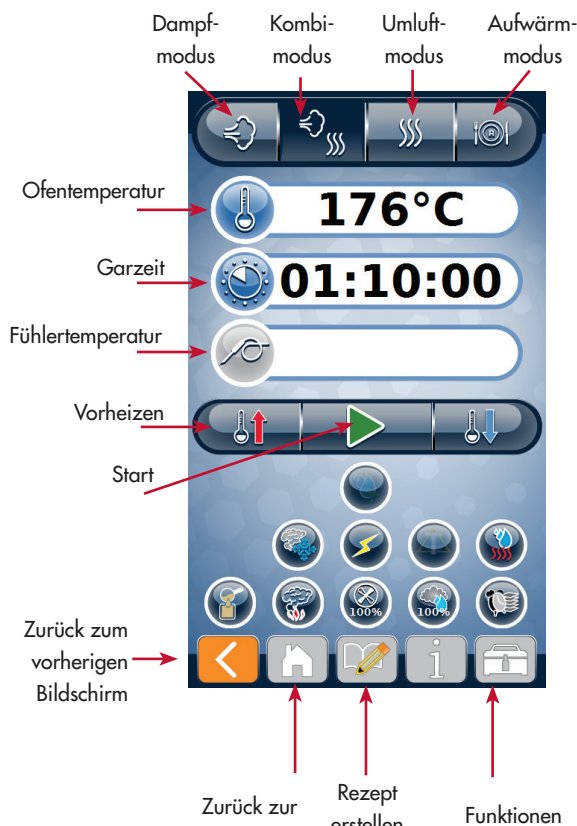 Dampf-
modus
Kombi-
modus
Umluft-
modus
Aufwärm-
modus
R
Ofentemperatur
176°C
Garzeit
01:10:00
Fühlertemperatur
Vorheizen
Start
100%
100%
Zurück zum
vorherigen
Bildschirm
i
Zurück zur
Rezept
erstellen
Funktionen